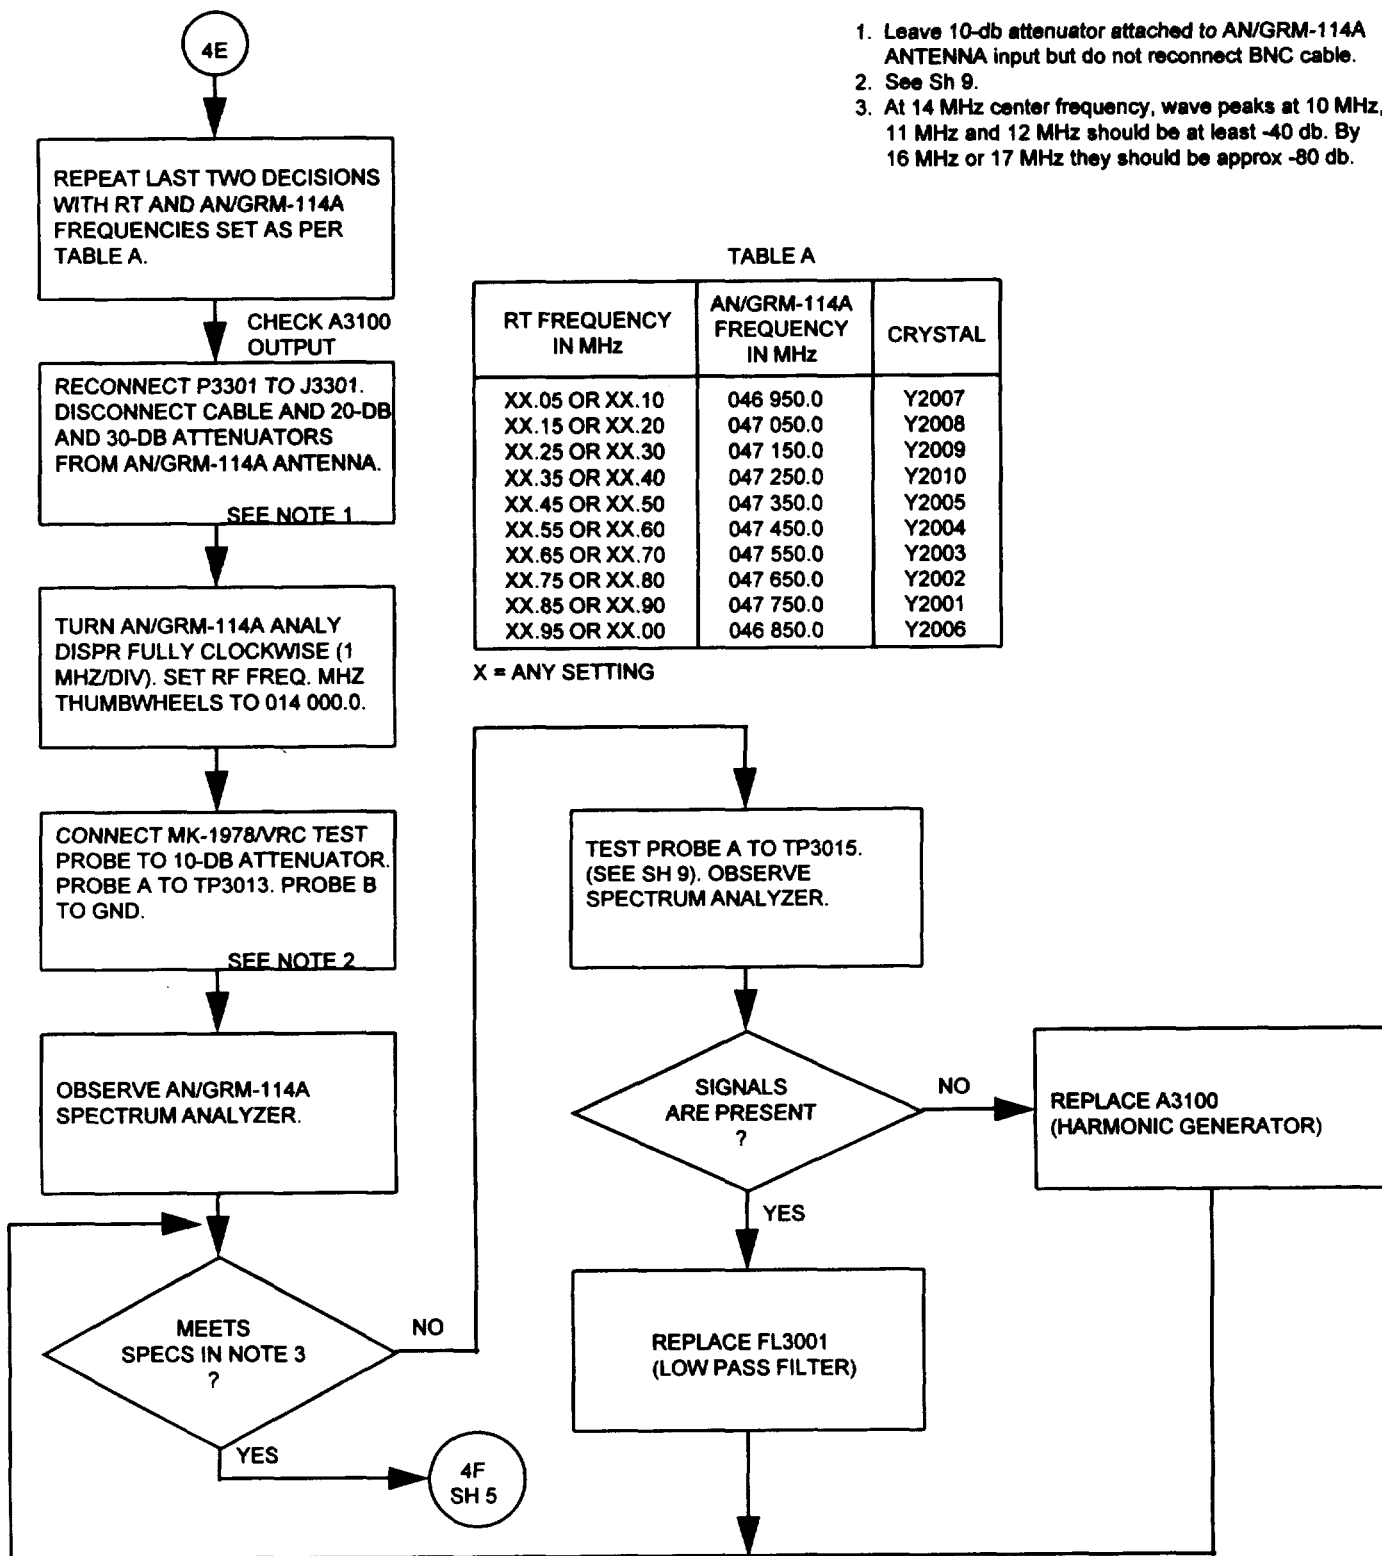 1. Leave 10-db attenuator attached to AN/GRM-114A
ANTENNA input but do not reconnect BNC cable.
2. See Sh 9.
3. At 14 MHz center frequency, wave peaks at 10 MHz,
11 MHz and 12 MHz should be at least -40 db. By
16 MHz or 17 MHz they should be approx -80 db.
4E
REPEAT LAST TWO DECISIONS
WITH RT AND AN/GRM-114A
FREQUENCIES SET AS PER
TABLE A.
CHECK A3100
OUTPUT
RECONNECT P3301 TO J3301.
DISCONNECT CABLE AND 20-DB
AND 30-DB ATTENUATORS
FROM AN/GRM-114A ANTENNA.
SEE NOTE 1
TURN AN/GRM-114A ANALY
DISPR FULLY CLOCKWISE (1
MHZ/DIV). SET RF FREQ. MHZ
THUMBWHEELS TO 014 000.0.
CONNECT MK-1978/VRC TEST
PROBE TO 10-DB ATTENUATOR.
PROBE A TO TP3013. PROBE B
TO GND.
SEE NOTE 2
OBSERVE AN/GRM-114A
SPECTRUM ANALYZER.
MEETS
SPECS IN NOTE 3
?
NO
YES
4F
SH 5
TABLE A
RT FREQUENCY
IN MHz
AN/GRM-114A
FREQUENCY
IN MHz
CRYSTAL
XX.05 OR XX.10 046 950.0 Y2007
XX.15 OR XX.20 047 050.0 Y2008
XX.25 OR XX.30 047 150.0 Y2009
XX.35 OR XX.40 047 250.0 Y2010
XX.45 OR XX.50 047 350.0 Y2005
XX.55 OR XX.60 047 450.0 Y2004
XX.65 OR XX.70 047 550.0 Y2003
XX.75 OR XX.80 047 650.0 Y2002
XX.85 OR XX.90 047 750.0 Y2001
XX.95 OR XX.00 046 850.0 Y2006
X = ANY SETTING
TEST PROBE A TO TP3015.
(SEE SH 9). OBSERVE
SPECTRUM ANALYZER.
SIGNALS
ARE PRESENT
?
NO
REPLACE A3100
(HARMONIC GENERATOR)
YES
REPLACE FL3001
(LOW PASS FILTER)